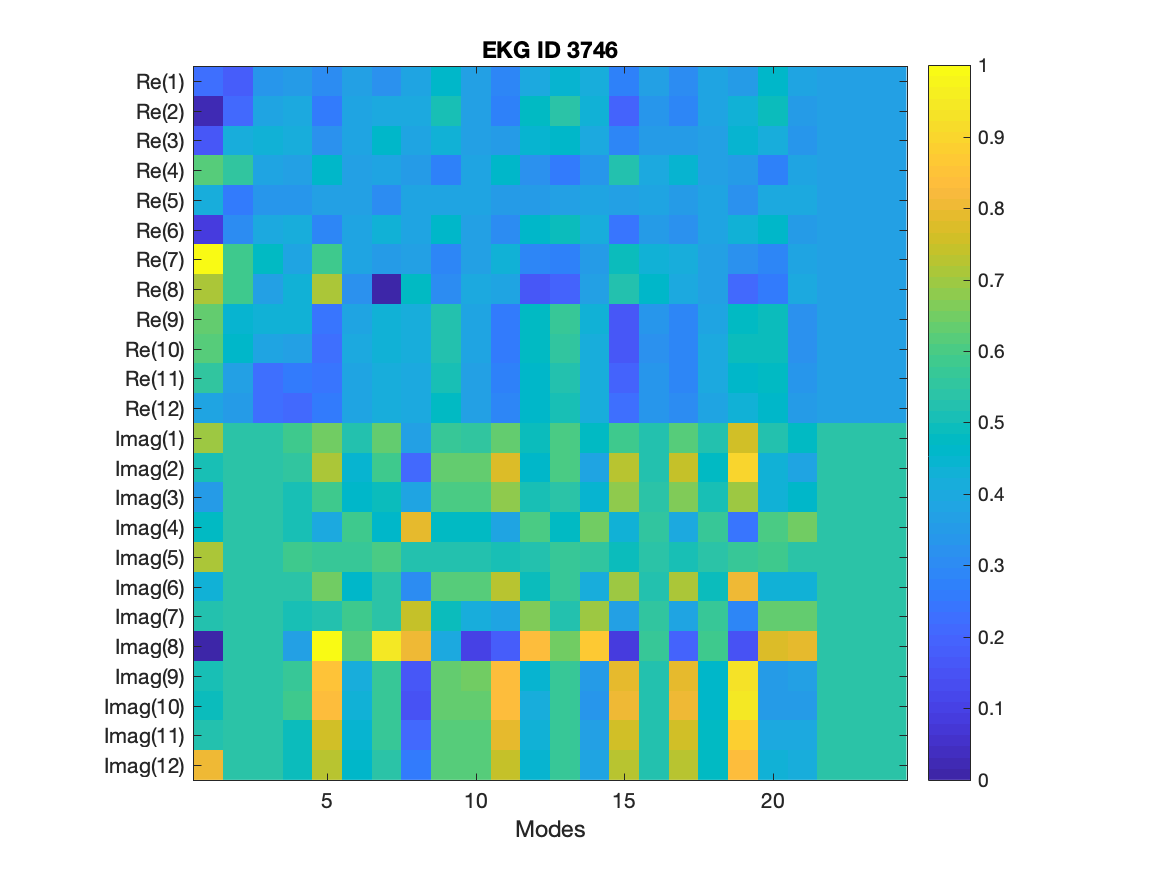 EKG ID 3746
Re(1)
Re(2)
Re(3)
Re(4)
Re(5)
Re(6)
Re(7)
Re(8)
Re(9)
Re(10)
Re(11)
Re(12)
Imag(1)
Imag(2)
Imag(3)
Imag(4)
Imag(5)
Imag(6)
Imag(7)
Imag(8)
Imag(9)
Imag(10)
Imag(11)
Imag(12)
5 10 15 20
Modes
1
0.9
0.8
0.7
0.6
0.5
0.4
0.3
0.2
0.1
0